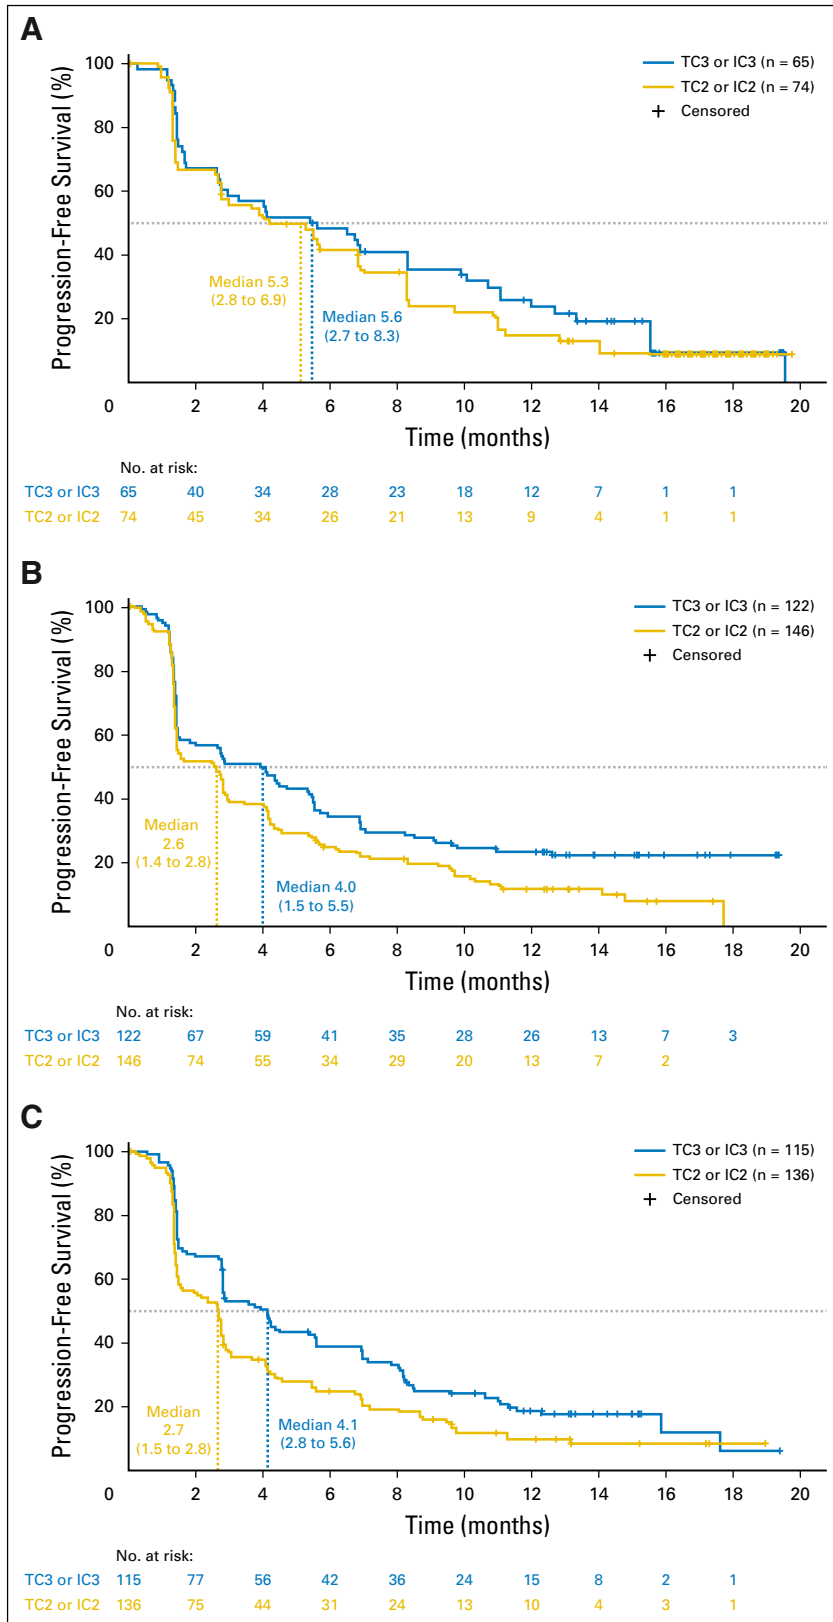 A
Progression-Free Survival (%)
100
80
60
40
20
TC3 or IC3 (n = 65)
TC2 or IC2 (n = 74)
Censored
Median 5.3
(2.8 to 6.9)
Median 5.6
(2.7 to 8.3)
0 2 4 6 8 10 12 14 16 18 20
Time (months)
No. at risk:
TC3 or IC3 65 40 34 28 23 18 12 7 1 1
TC2 or IC2 74 45 34 26 21 13 9 4 1 1
B
Progression-Free Survival (%)
100
80
60
40
20
TC3 or IC3 (n = 122)
TC2 or IC2 (n = 146)
Censored
Median
2.6
(1.4 to 2.8)
Median 4.0
(1.5 to 5.5)
0 2 4 6 8 10 12 14 16 18 20
Time (months)
No. at risk:
TC3 or IC3 122 67 59 41 35 28 26 13 7 3
TC2 or IC2 146 74 55 34 29 20 13 7 2
C
Progression-Free Survival (%)
100
80
60
40
20
TC3 or IC3 (n = 115)
TC2 or IC2 (n = 136)
Censored
Median
2.7
(1.5 to 2.8)
Median 4.1
(2.8 to 5.6)
0 2 4 6 8 10 12 14 16 18 20
Time (months)
No. at risk:
TC3 or IC3 115 77 56 42 36 24 15 8 2 1
TC2 or IC2 136 75 44 31 24 13 10 4 3 1